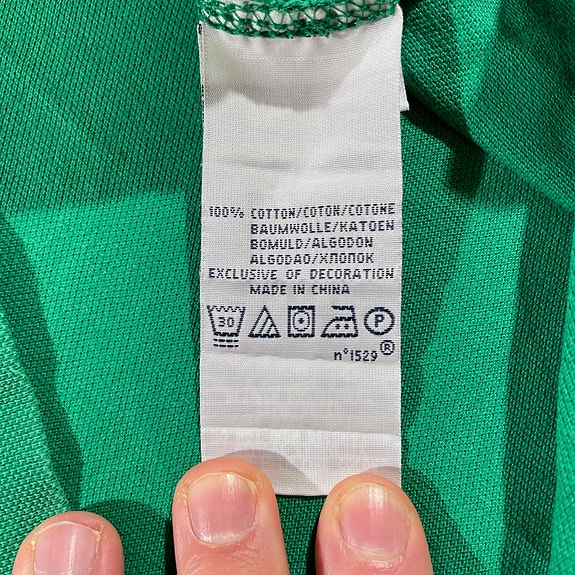 100% COTTON/COTON/COTONE
BAUMWOLLE/KATOEN
BOMULD/ALGODON
ALGODAO/ХЛОПОК
EXCLUSIVE OF DECORATION
MADE IN CHINA
30 P
n°1529 ®